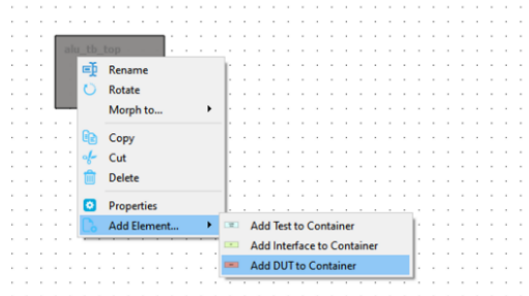 alu_tb_top
Rename
Rotate
Morph to...
Copy
Cut
Delete
Properties
Add Element...
Add Test to Container
Add Interface to Container
Add DUT to Container